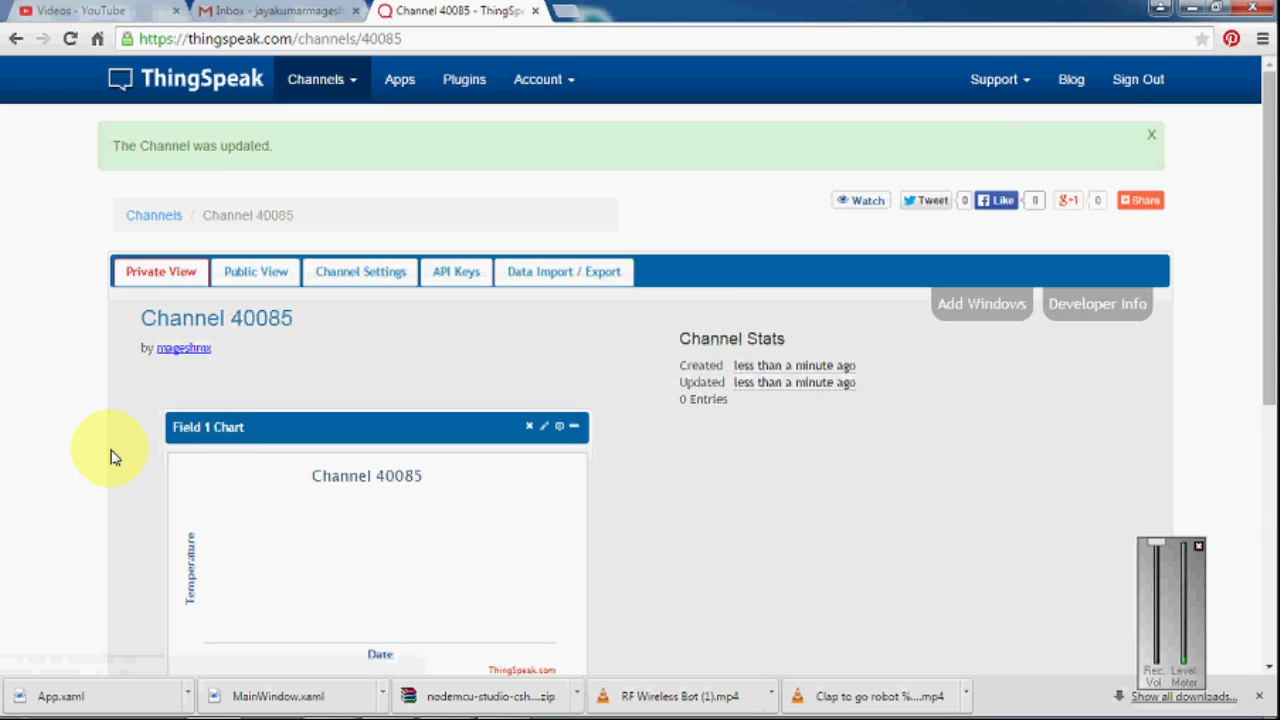 Videos - YouTube
Inbox - jayakumarmagesh
Channel 40085 - ThingSpe
https://thingspeak.com/channels/40085
ThingSpeak Channels Apps Plugins Account Support Blog Sign Out
The Channel was updated. X
Watch Tweet 0 Like 0 g+1 0 Share
Channels / Channel 40085
Private View Public View Channel Settings API Keys Data Import / Export
Add Windows Developer Info
Channel 40085
by mageshmx
Channel Stats
Created less than a minute ago
Updated less than a minute ago
0 Entries
Field 1 Chart
Channel 40085
Temperature
Date
ThingSpeak.com
Rec. Level
Vol Meter
App.xaml MainWindow.xaml nodemcu-studio-csh....zip RF Wireless Bot (1).mp4 Clap to go robot %....mp4 Show all downloads...